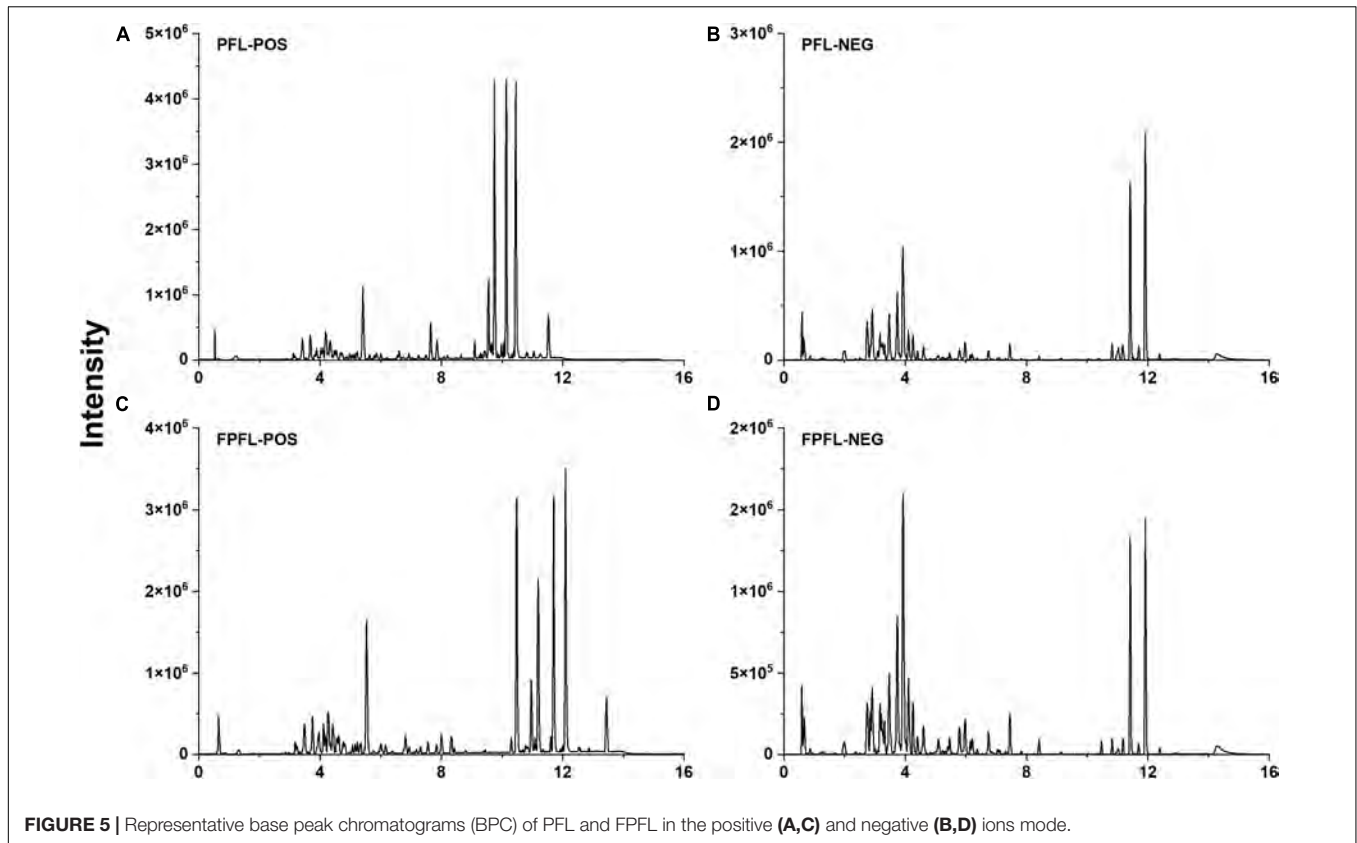 A
PFL-POS
5×10⁶
4×10⁶
3×10⁶
2×10⁶
1×10⁶
0
0 4 8 12 16
B
PFL-NEG
3×10⁶
2×10⁶
1×10⁶
0
0 4 8 12 16
Intensity
C
FPFL-POS
4×10⁶
3×10⁶
2×10⁶
1×10⁶
0
0 4 8 12 16
D
FPFL-NEG
2×10⁶
2×10⁶
1×10⁶
5×10⁵
0
0 4 8 12 16
FIGURE 5 | Representative base peak chromatograms (BPC) of PFL and FPFL in the positive (A,C) and negative (B,D) ions mode.